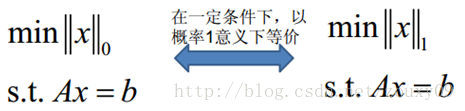 min‖x‖₀
s.t. Ax = b
在一定条件下，以
概率1意义下等价
min‖x‖₁
s.t. Ax = b